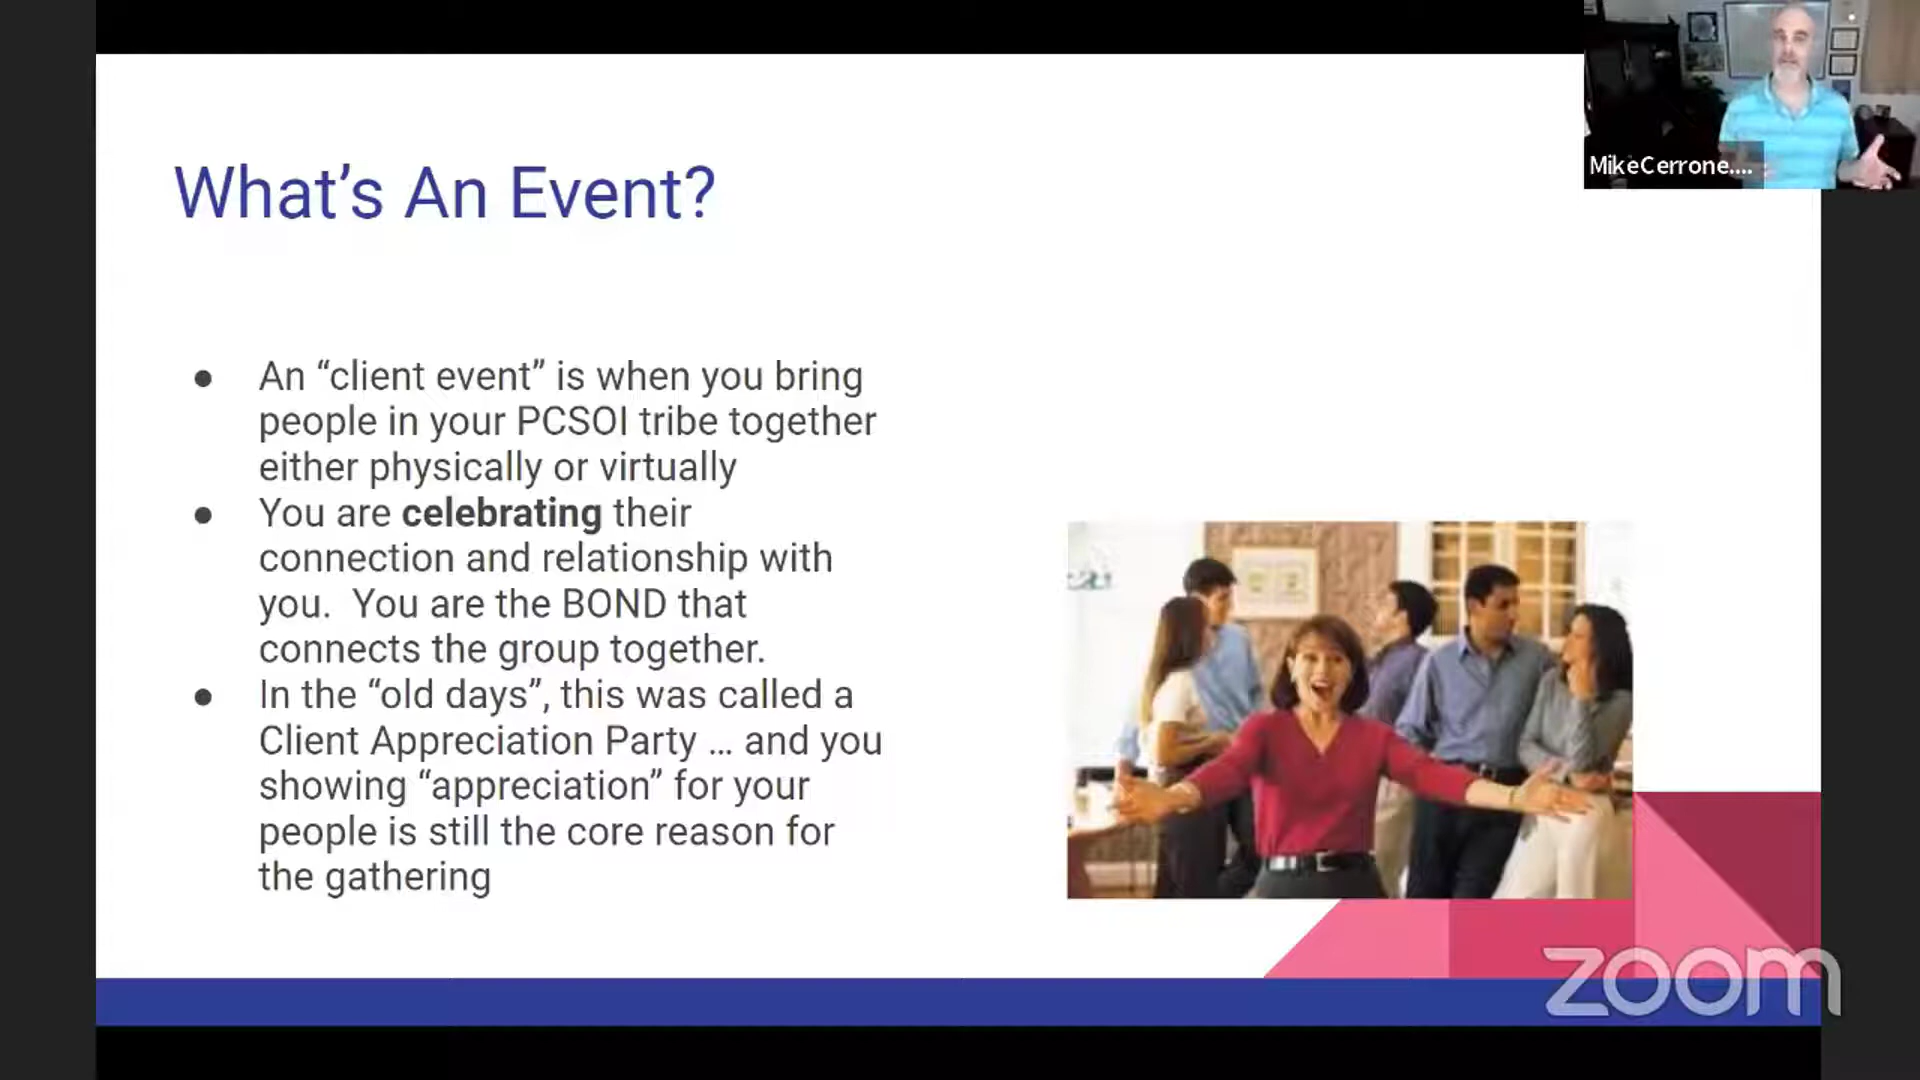 MikeCerrone....
What’s An Event?
● An “client event” is when you bring
people in your PCSOI tribe together
either physically or virtually
● You are celebrating their
connection and relationship with
you.  You are the BOND that
connects the group together.
● In the “old days”, this was called a
Client Appreciation Party ... and you
showing “appreciation” for your
people is still the core reason for
the gathering
zoom